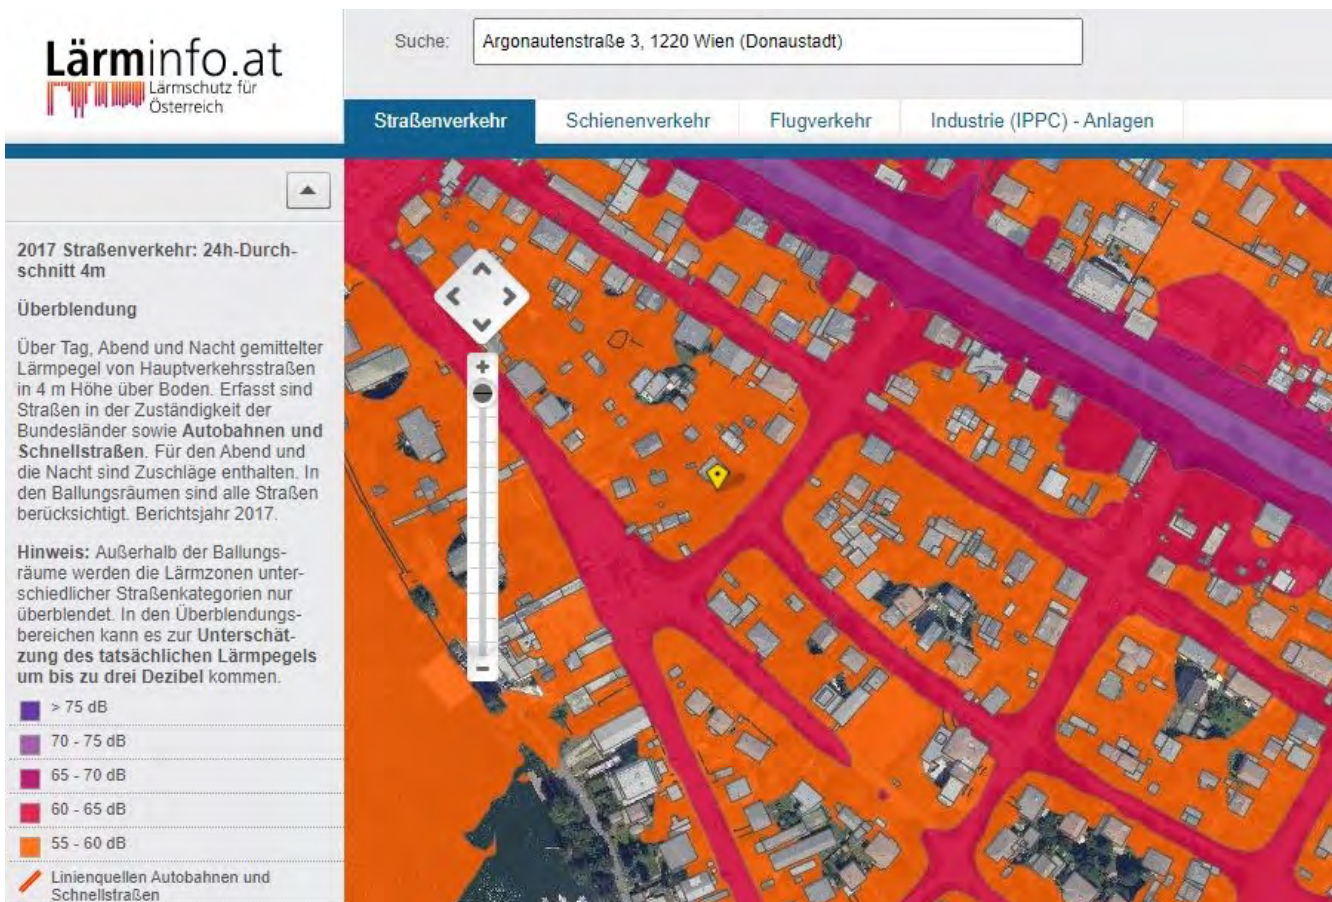 Lärminfo.at
Lärmschutz für
Österreich
Suche:
Argonautenstraße 3, 1220 Wien (Donaustadt)
Straßenverkehr
Schienenverkehr
Flugverkehr
Industrie (IPPC) - Anlagen
2017 Straßenverkehr: 24h-Durch-
schnitt 4m
Überblendung
Über Tag, Abend und Nacht gemittelter
Lärmpegel von Hauptverkehrsstraßen
in 4 m Höhe über Boden. Erfasst sind
Straßen in der Zuständigkeit der
Bundesländer sowie Autobahnen und
Schnellstraßen. Für den Abend und
die Nacht sind Zuschläge enthalten. In
den Ballungsräumen sind alle Straßen
berücksichtigt. Berichtsjahr 2017.
Hinweis: Außerhalb der Ballungs-
räume werden die Lärmzonen unter-
schiedlicher Straßenkategorien nur
überblendet. In den Überblendungs-
bereichen kann es zur Unterschät-
zung des tatsächlichen Lärmpegels
um bis zu drei Dezibel kommen.
> 75 dB
70 - 75 dB
65 - 70 dB
60 - 65 dB
55 - 60 dB
Linienquellen Autobahnen und
Schnellstraßen